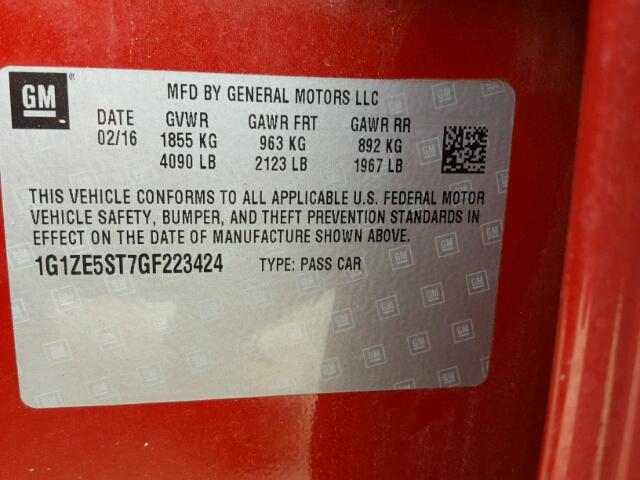 GM
MFD BY GENERAL MOTORS LLC
DATE GVWR GAWR FRT GAWR RR
02/16 1855 KG 963 KG 892 KG
4090 LB 2123 LB 1967 LB
THIS VEHICLE CONFORMS TO ALL APPLICABLE U.S. FEDERAL MOTOR
VEHICLE SAFETY, BUMPER, AND THEFT PREVENTION STANDARDS IN
EFFECT ON THE DATE OF MANUFACTURE SHOWN ABOVE.
1G1ZE5ST7GF223424 TYPE: PASS CAR